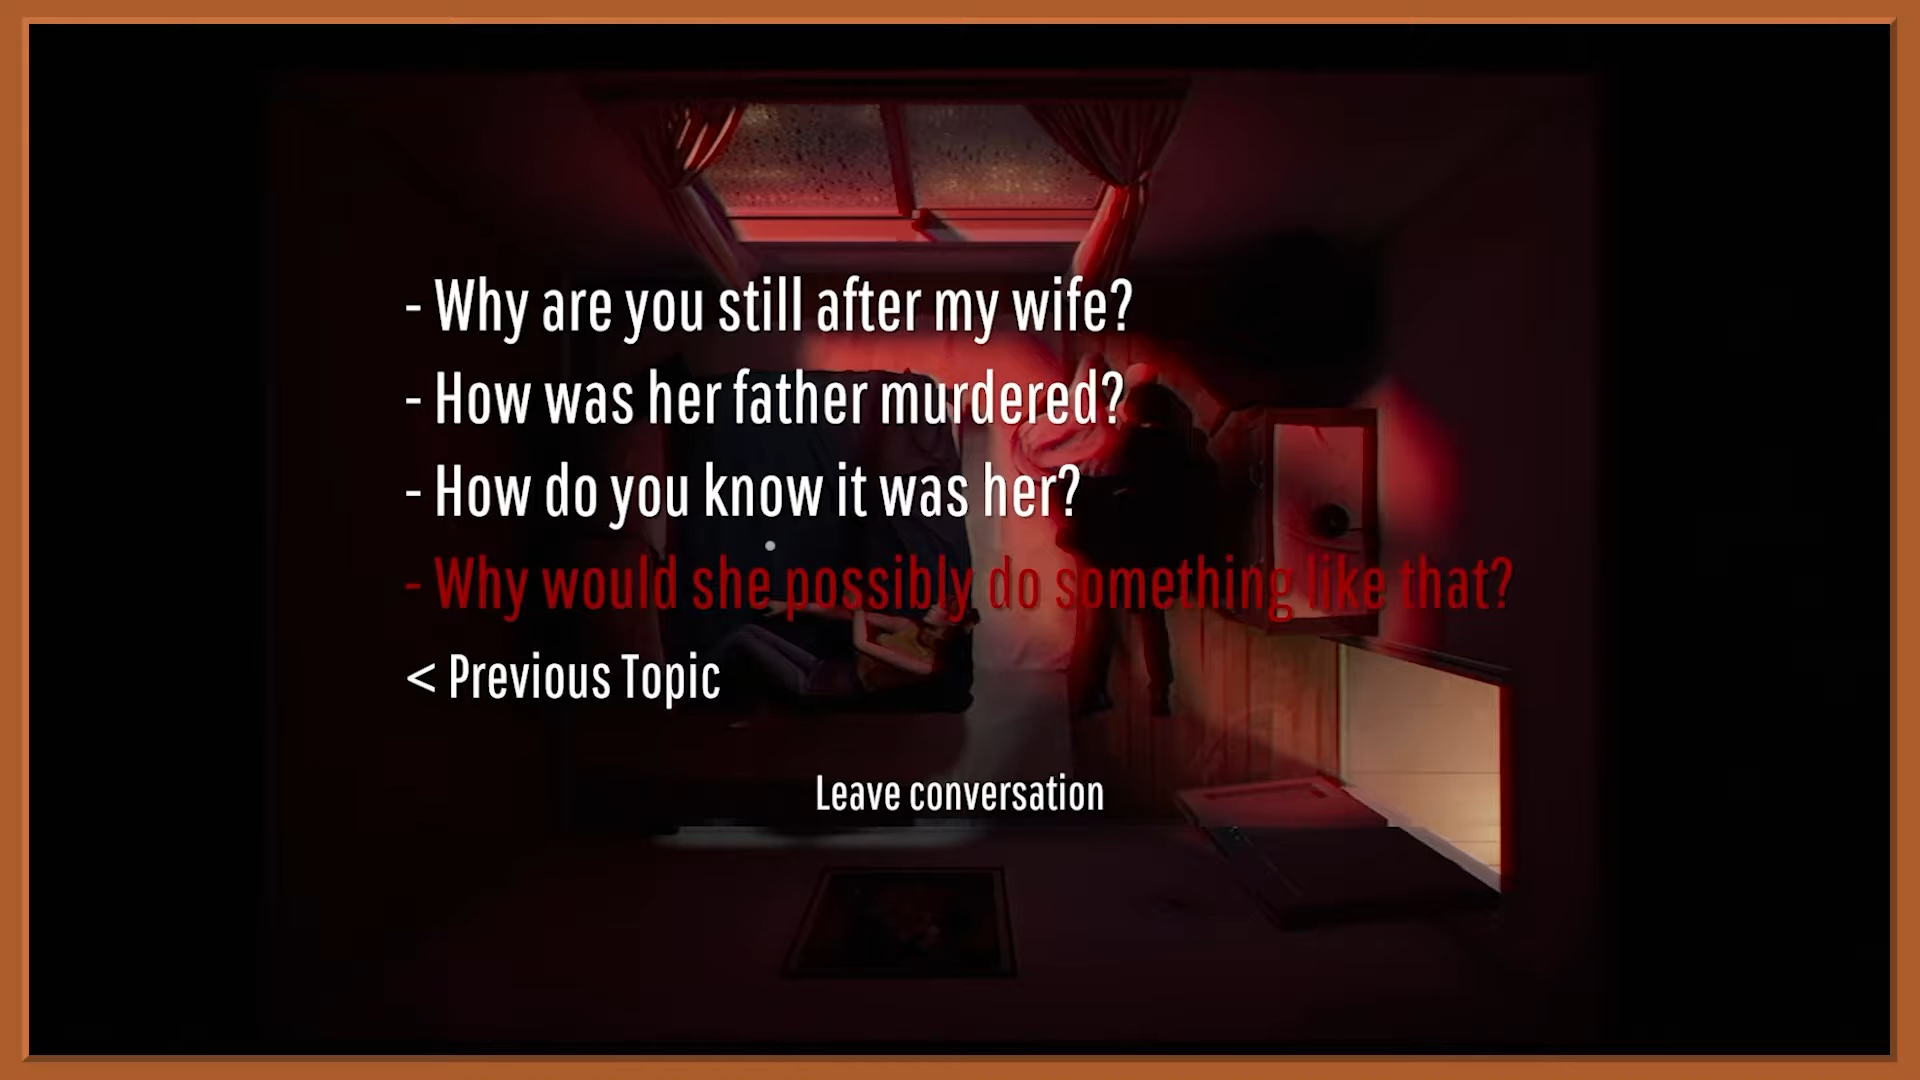 - Why are you still after my wife?
- How was her father murdered?
- How do you know it was her?
- Why would she possibly do something like that?
< Previous Topic
Leave conversation